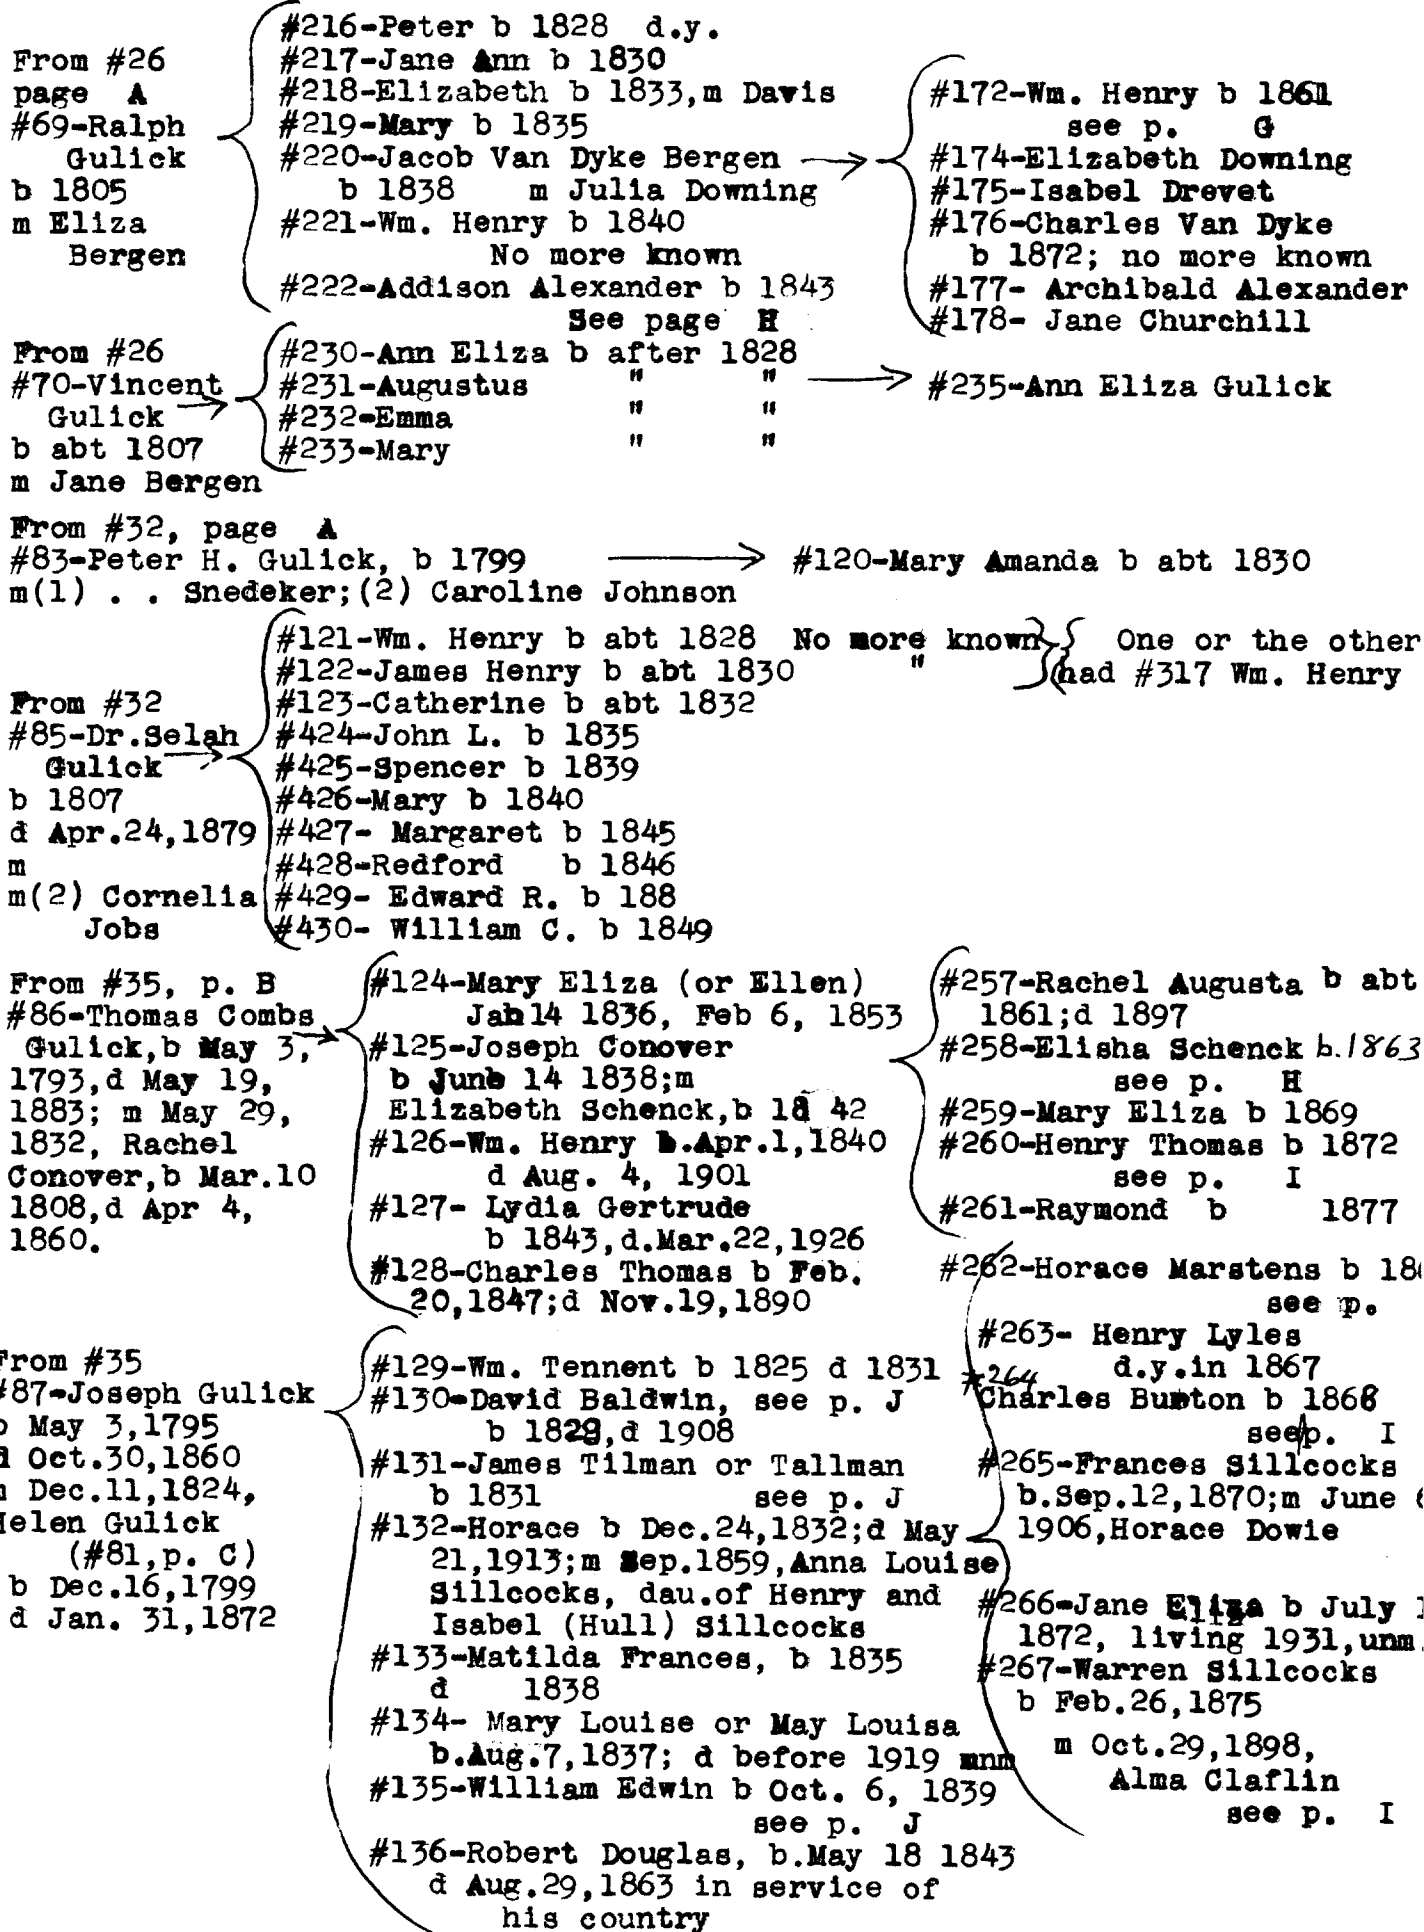 From #26
page A
#69-Ralph
Gulick
b 1805
m Eliza
Bergen
#216-Peter b 1828 d.y.
#217-Jane Ann b 1830
#218-Elizabeth b 1833,m Davis
#219-Mary b 1835
#220-Jacob Van Dyke Bergen
b 1838 m Julia Downing
#221-Wm. Henry b 1840
No more known
#222-Addison Alexander b 1843
See page H
#172-Wm. Henry b 1861
see p. G
#174-Elizabeth Downing
#175-Isabel Drevet
#176-Charles Van Dyke
b 1872; no more known
#177- Archibald Alexander
#178- Jane Churchill
From #26
#70-Vincent
Gulick
b abt 1807
m Jane Bergen
#230-Ann Eliza b after 1828
#231-Augustus " "
#232-Emma " "
#233-Mary " "
#235-Ann Eliza Gulick
From #32, page A
#83-Peter H. Gulick, b 1799
m(1) . . Snedeker;(2) Caroline Johnson
#120-Mary Amanda b abt 1830
From #32
#85-Dr.Selah
Gulick
b 1807
d Apr.24,1879
m
m(2) Cornelia
Jobs
#121-Wm. Henry b abt 1828 No more known
#122-James Henry b abt 1830 "
#123-Catherine b abt 1832
#424-John L. b 1835
#425-Spencer b 1839
#426-Mary b 1840
#427- Margaret b 1845
#428-Redford b 1846
#429- Edward R. b 188
#430- William C. b 1849
One or the other
had #317 Wm. Henry
From #35, p. B
#86-Thomas Combs
Gulick,b May 3,
1793,d May 19,
1883; m May 29,
1832, Rachel
Conover,b Mar.10
1808,d Apr 4,
1860.
#124-Mary Eliza (or Ellen)
Jan14 1836, Feb 6, 1853
#125-Joseph Conover
b June 14 1838;m
Elizabeth Schenck,b 18 42
#126-Wm. Henry b.Apr.1,1840
d Aug. 4, 1901
#127- Lydia Gertrude
b 1843,d.Mar.22,1926
#128-Charles Thomas b Feb.
20,1847;d Nov.19,1890
#257-Rachel Augusta b abt
1861;d 1897
#258-Elisha Schenck b.1863
see p. H
#259-Mary Eliza b 1869
#260-Henry Thomas b 1872
see p. I
#261-Raymond b 1877
From #35
#87-Joseph Gulick
b May 3,1795
d Oct.30,1860
m Dec.11,1824,
Helen Gulick
(#81,p. C)
b Dec.16,1799
d Jan. 31,1872
#129-Wm. Tennent b 1825 d 1831
#130-David Baldwin, see p. J
b 1829,d 1908
#131-James Tilman or Tallman
b 1831 see p. J
#132-Horace b Dec.24,1832;d May
21,1913;m Sep.1859,Anna Louise
Sillcocks, dau.of Henry and
Isabel (Hull) Sillcocks
#133-Matilda Frances, b 1835
d 1838
#134- Mary Louise or May Louisa
b.Aug.7,1837; d before 1919 unm
#135-William Edwin b Oct. 6, 1839
see p. J
#136-Robert Douglas, b.May 18 1843
d Aug.29,1863 in service of
his country
#262-Horace Marstens b
see p.
#263- Henry Lyles
d.y.in 1867
#264
Charles Burton b 1868
see p. I
#265-Frances Sillcocks
b.Sep.12,1870;m June
1906,Horace Dowie
#266-Jane Eliza b July
1872, living 1931,unm.
#267-Warren Sillcocks
b Feb.26,1875
m Oct.29,1898,
Alma Claflin
see p. I